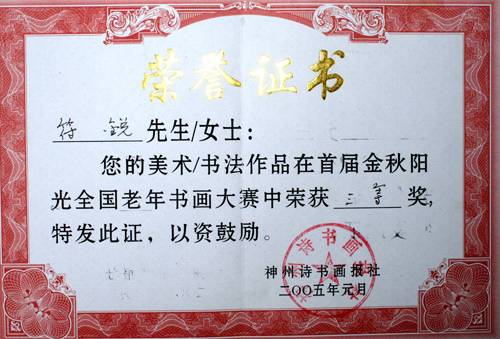 荣誉证书
符 锐 先生/女士:
您的美术/书法作品在首届金秋阳
光全国老年书画大赛中荣获 三等 奖,
特发此证，以资鼓励。
神州诗书画报社
二〇〇五年元月